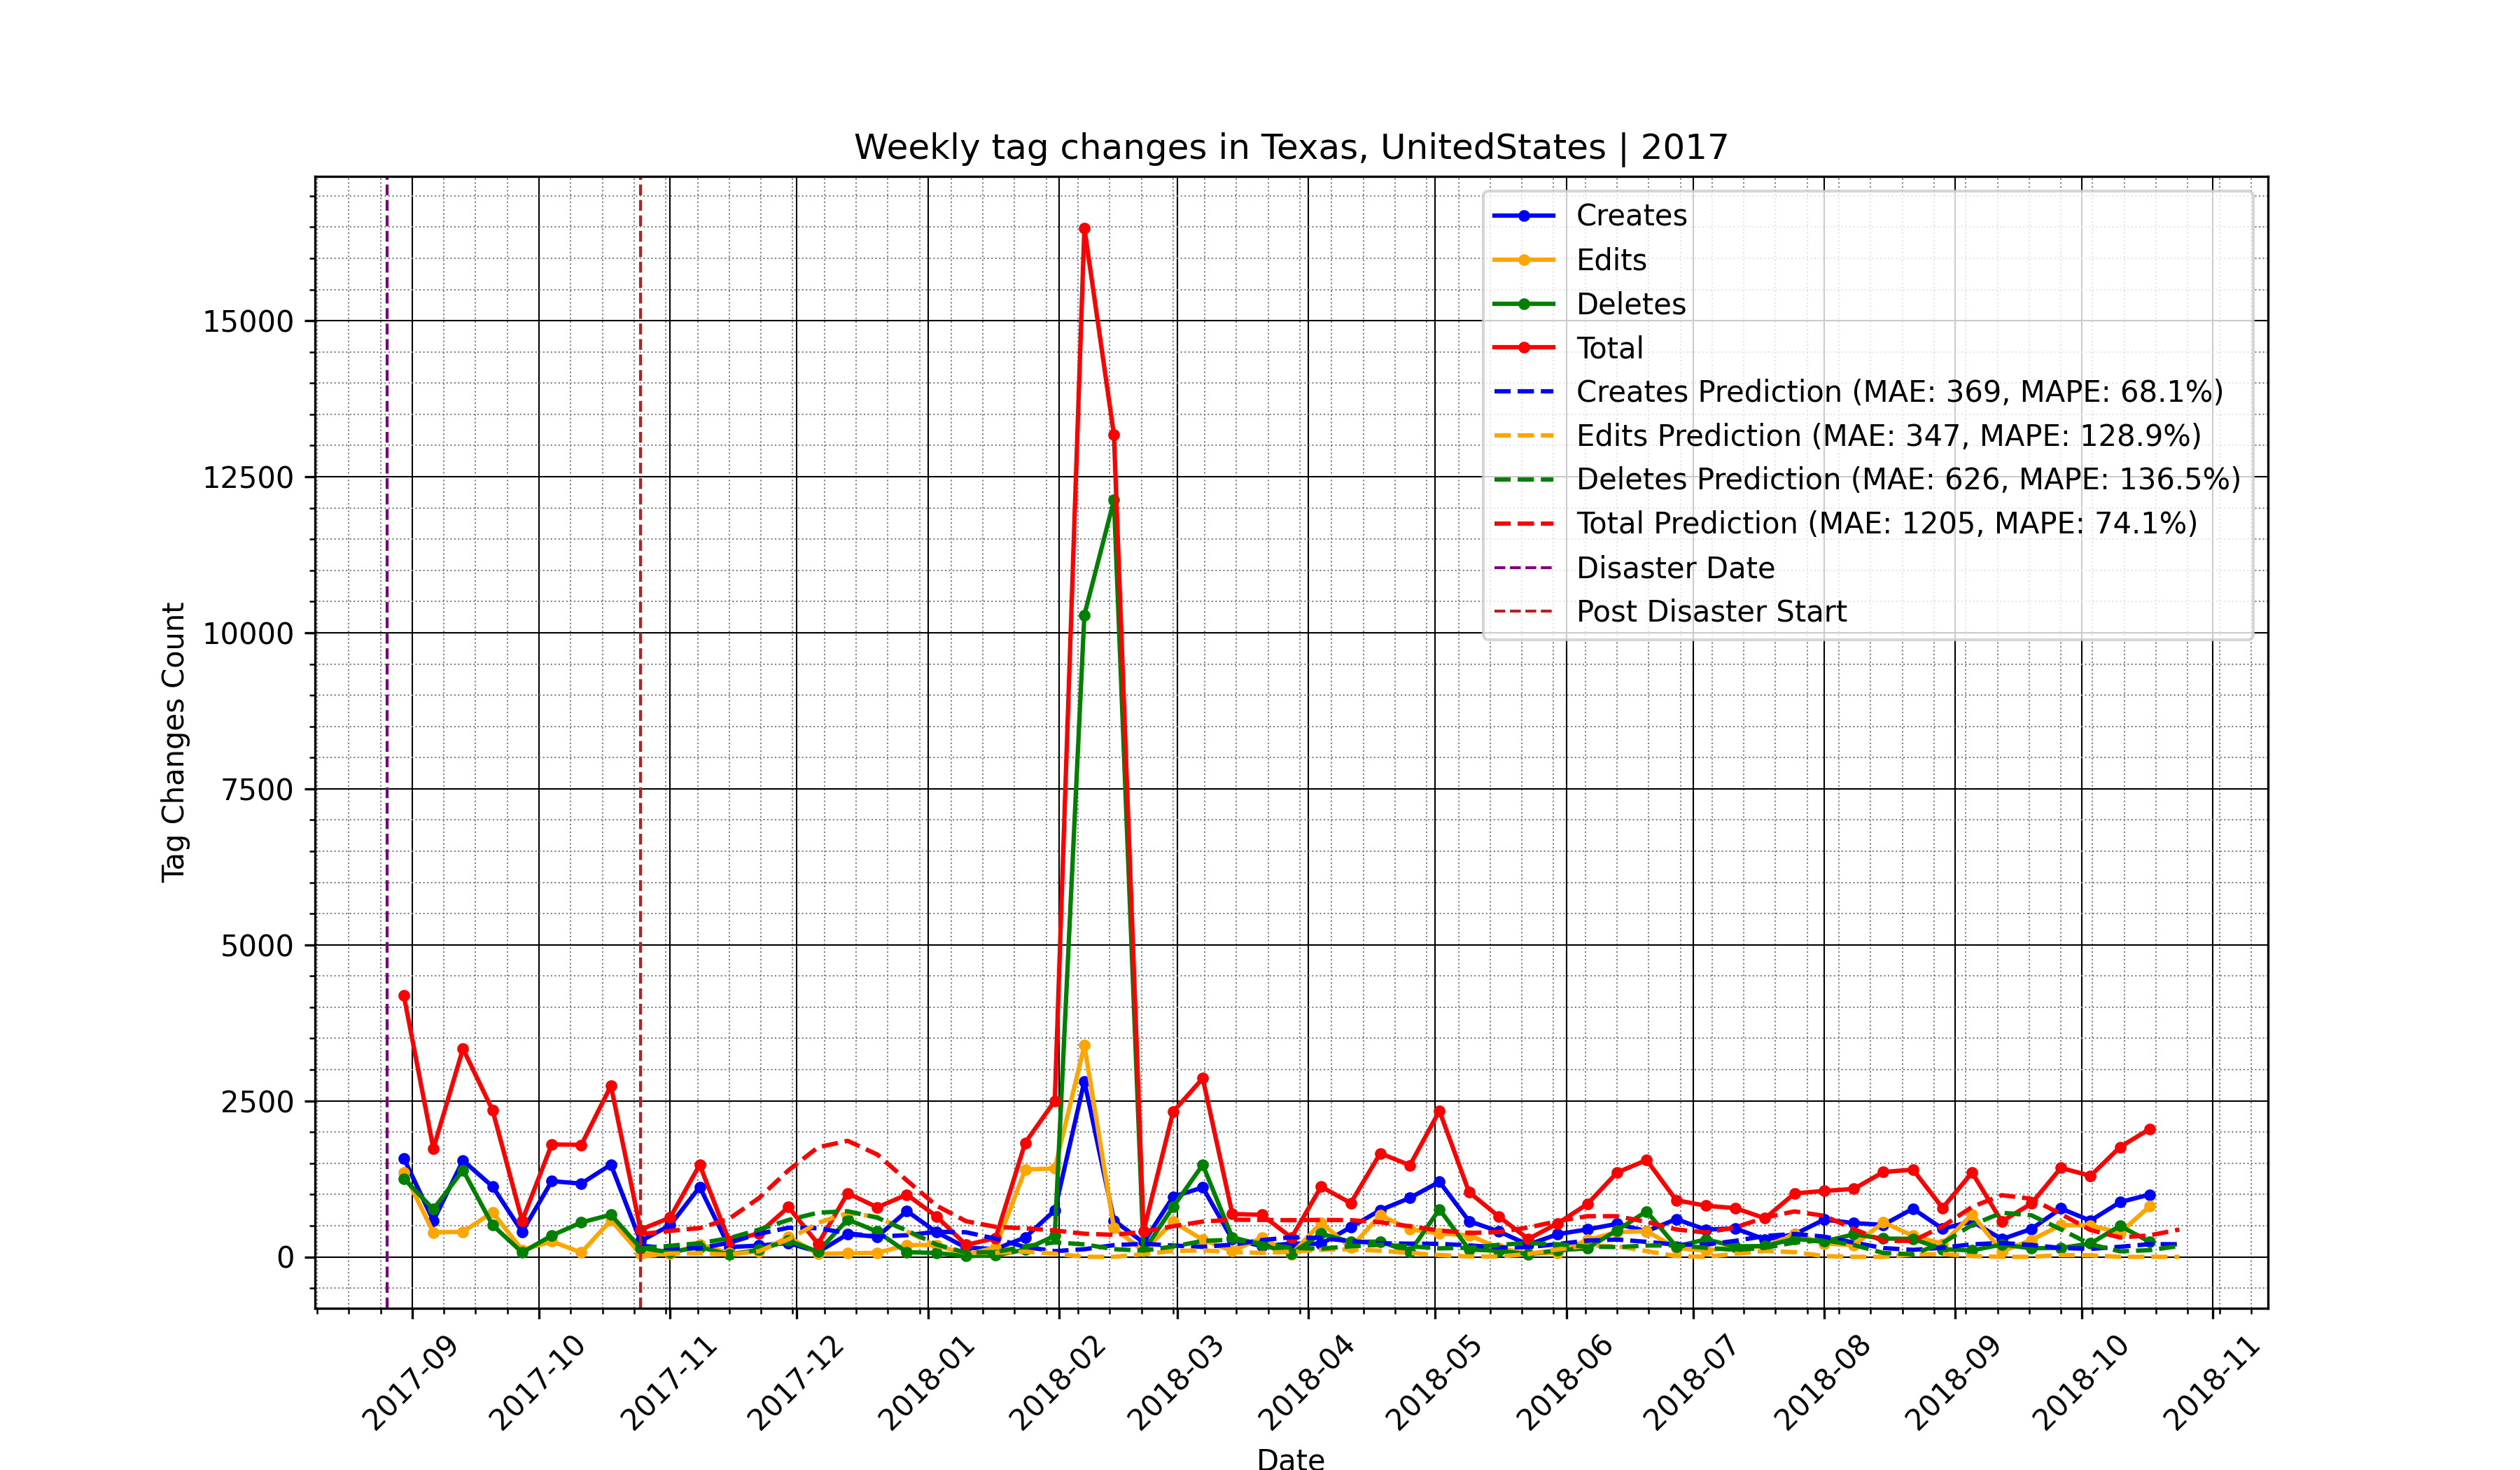 Weekly tag changes in Texas, UnitedStates | 2017
Creates
Edits
Deletes
Total
Creates Prediction (MAE: 369, MAPE: 68.1%)
Edits Prediction (MAE: 347, MAPE: 128.9%)
Deletes Prediction (MAE: 626, MAPE: 136.5%)
Total Prediction (MAE: 1205, MAPE: 74.1%)
Disaster Date
Post Disaster Start
Tag Changes Count
15000
12500
10000
7500
5000
2500
0
2017-09
2017-10
2017-11
2017-12
2018-01
2018-02
2018-03
2018-04
2018-05
2018-06
2018-07
2018-08
2018-09
2018-10
2018-11
Date